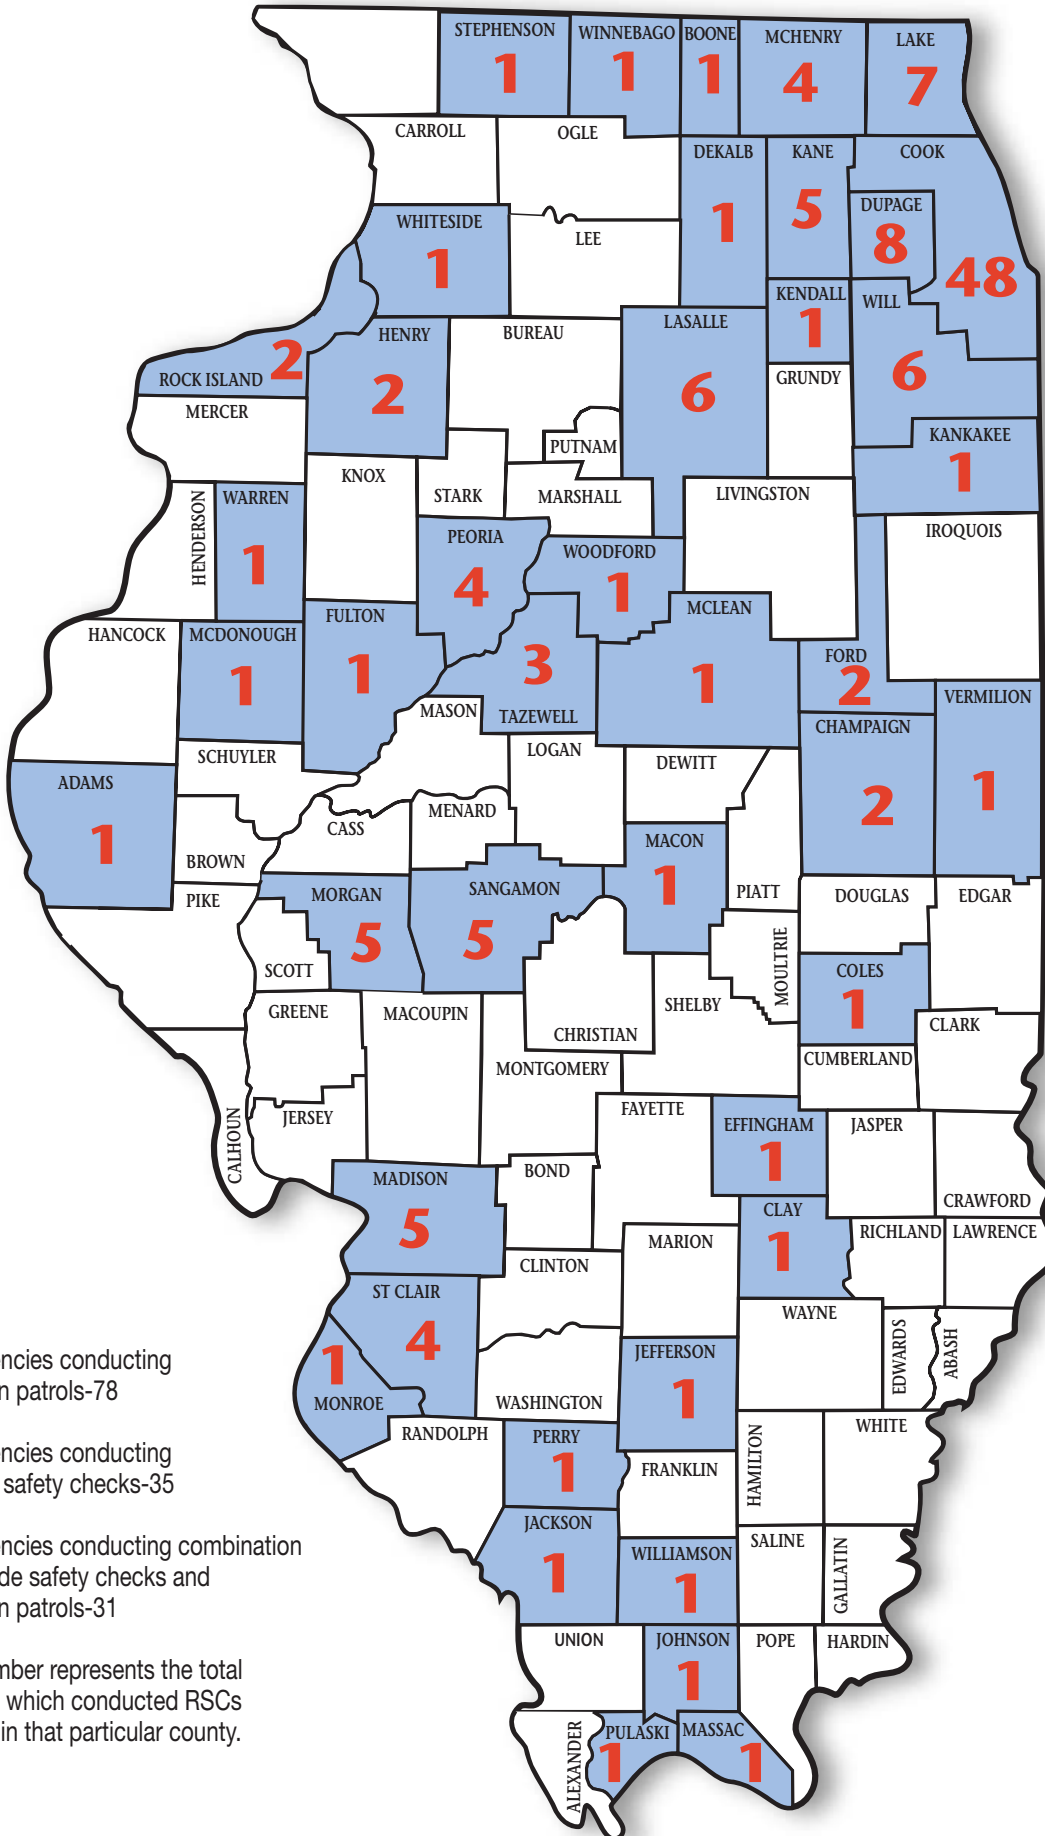 STEPHENSON
1
WINNEBAGO
1
BOONE
1
MCHENRY
4
LAKE
7
CARROLL
OGLE
DEKALB
1
KANE
5
COOK
48
DUPAGE
8
WHITESIDE
1
LEE
KENDALL
1
WILL
6
ROCK ISLAND 2
HENRY
2
BUREAU
LASALLE
6
GRUNDY
MERCER
PUTNAM
KANKAKEE
1
KNOX
STARK
MARSHALL
LIVINGSTON
HENDERSON
WARREN
1
PEORIA
4
WOODFORD
1
IROQUOIS
HANCOCK
MCDONOUGH
1
FULTON
1
3
TAZEWELL
MCLEAN
1
FORD
2
VERMILION
1
MASON
SCHUYLER
LOGAN
DEWITT
CHAMPAIGN
2
ADAMS
1
CASS
MENARD
BROWN
MACON
1
PIATT
PIKE
MORGAN
5
SANGAMON
5
DOUGLAS
EDGAR
SCOTT
MOULTRIE
COLES
1
GREENE
MACOUPIN
CHRISTIAN
SHELBY
CLARK
MONTGOMERY
CUMBERLAND
CALHOUN
JERSEY
FAYETTE
EFFINGHAM
1
JASPER
MADISON
5
BOND
CRAWFORD
CLAY
1
RICHLAND
LAWRENCE
MARION
CLINTON
ST CLAIR
4
WAYNE
EDWARDS
ABASH
1
MONROE
WASHINGTON
JEFFERSON
1
RANDOLPH
PERRY
1
FRANKLIN
HAMILTON
WHITE
JACKSON
1
WILLIAMSON
1
SALINE
GALLATIN
UNION
JOHNSON
1
POPE
HARDIN
ALEXANDER
PULASKI
1
MASSAC
1
encies conducting
n patrols-78
encies conducting
safety checks-35
encies conducting combination
de safety checks and
n patrols-31
mber represents the total
which conducted RSCs
in that particular county.